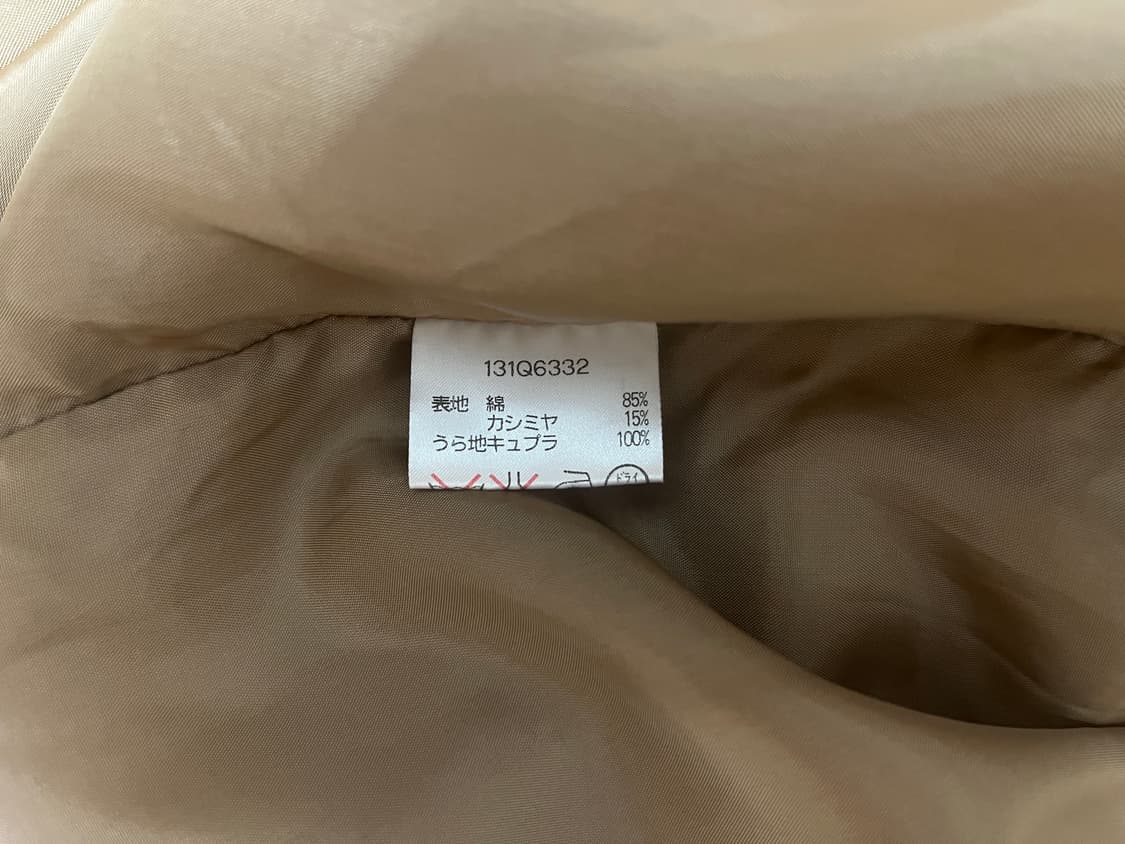 131Q6332
表地 綿 85%
カシミヤ 15%
うら地キュプラ 100%
ドライ